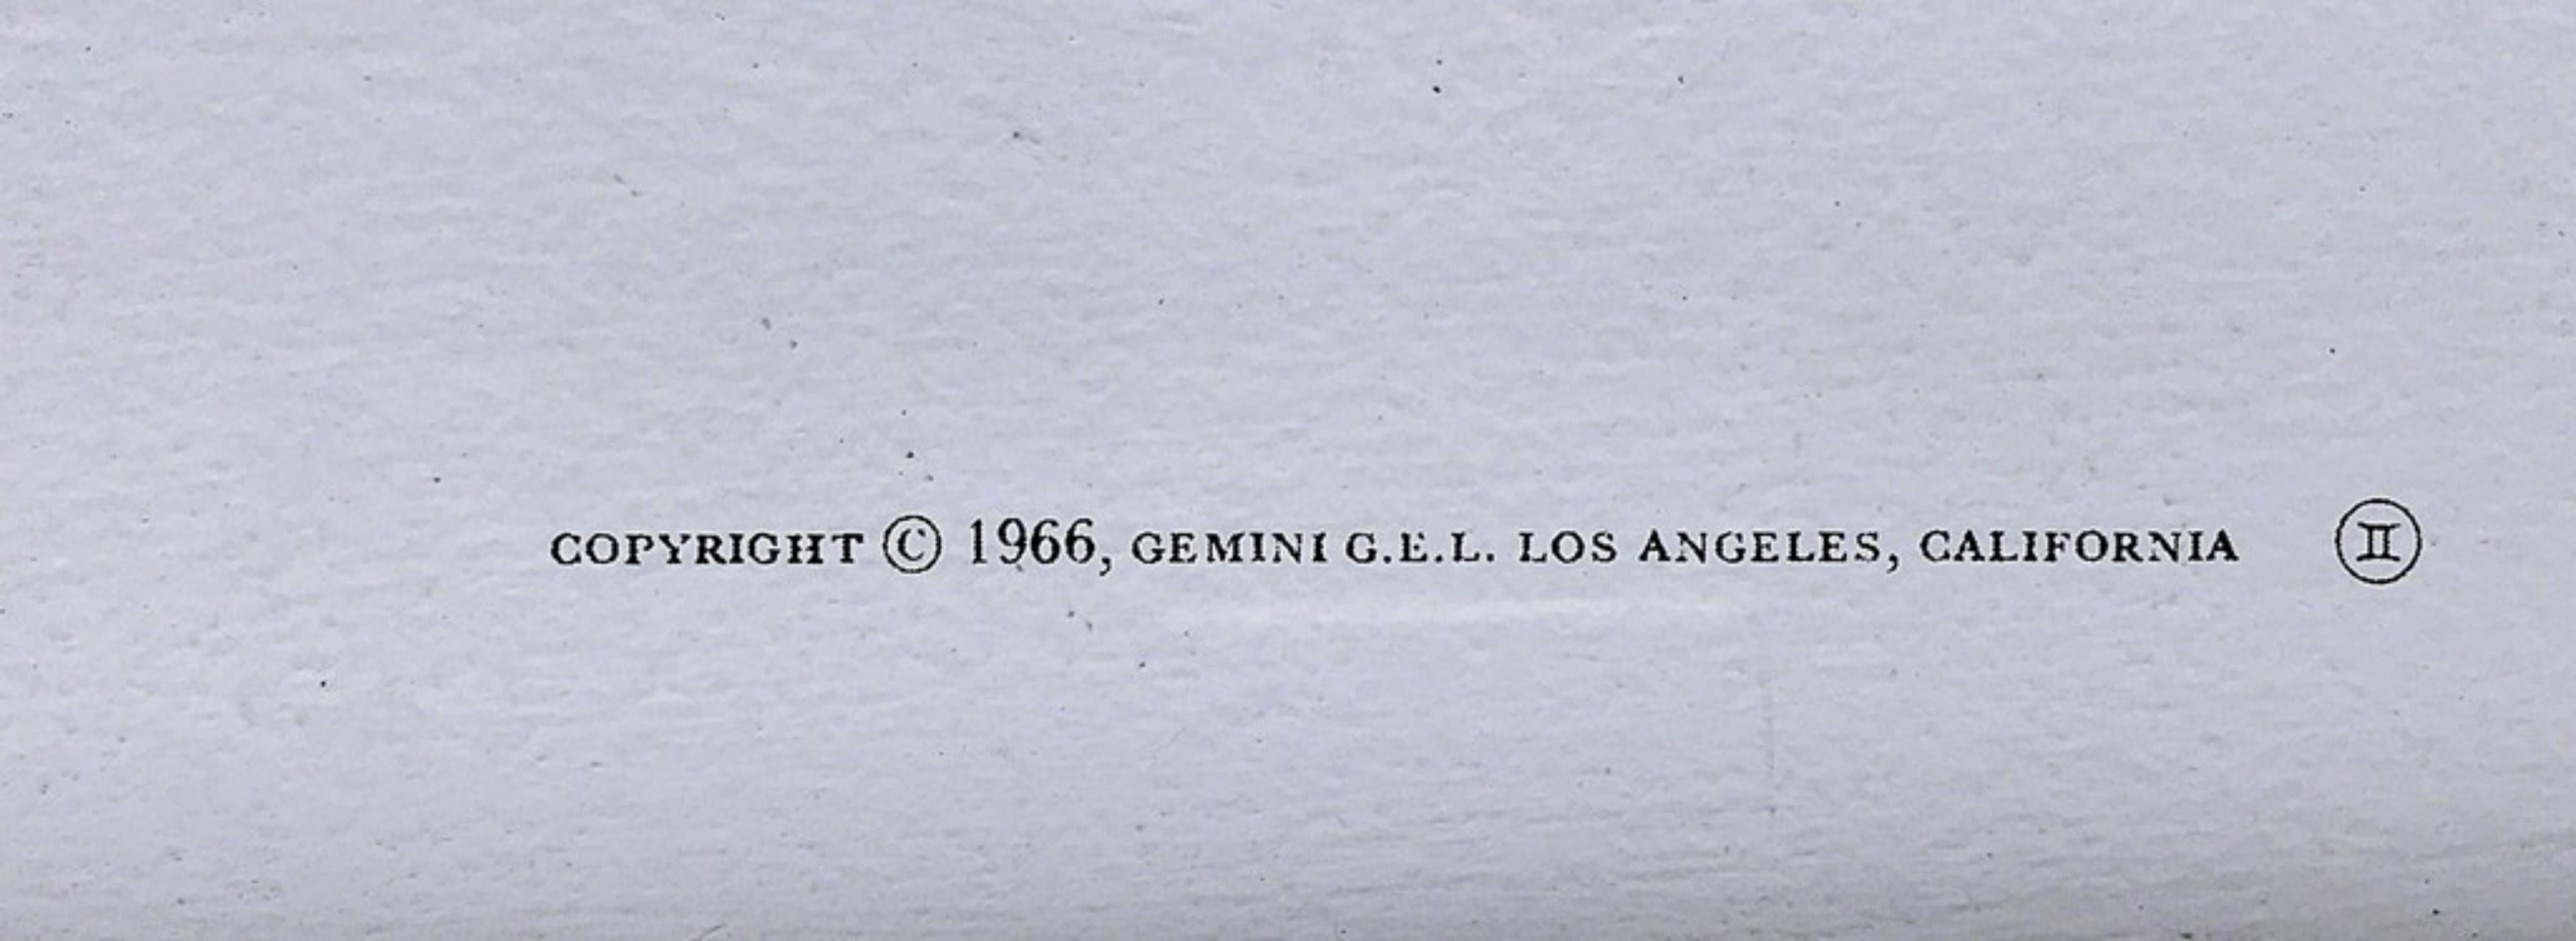 COPYRIGHT © 1966, GEMINI G.E.L. LOS ANGELES, CALIFORNIA ♊